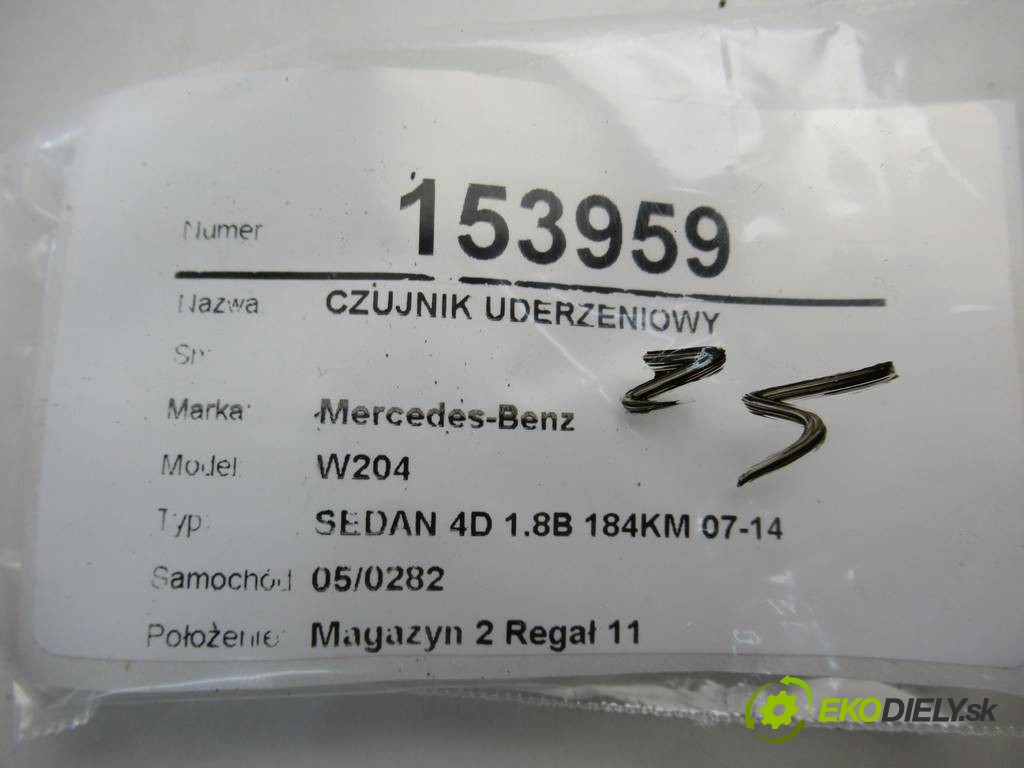 Numer 153959
Nazwa: CZUJNIK UDERZENIOWY
Marka: Mercedes-Benz 25
Model: W204
Typ: SEDAN 4D 1.8B 184KM 07-14
Samochód 05/0282
Położenie: Magazyn 2 Regał 11
EKODIELY.sk